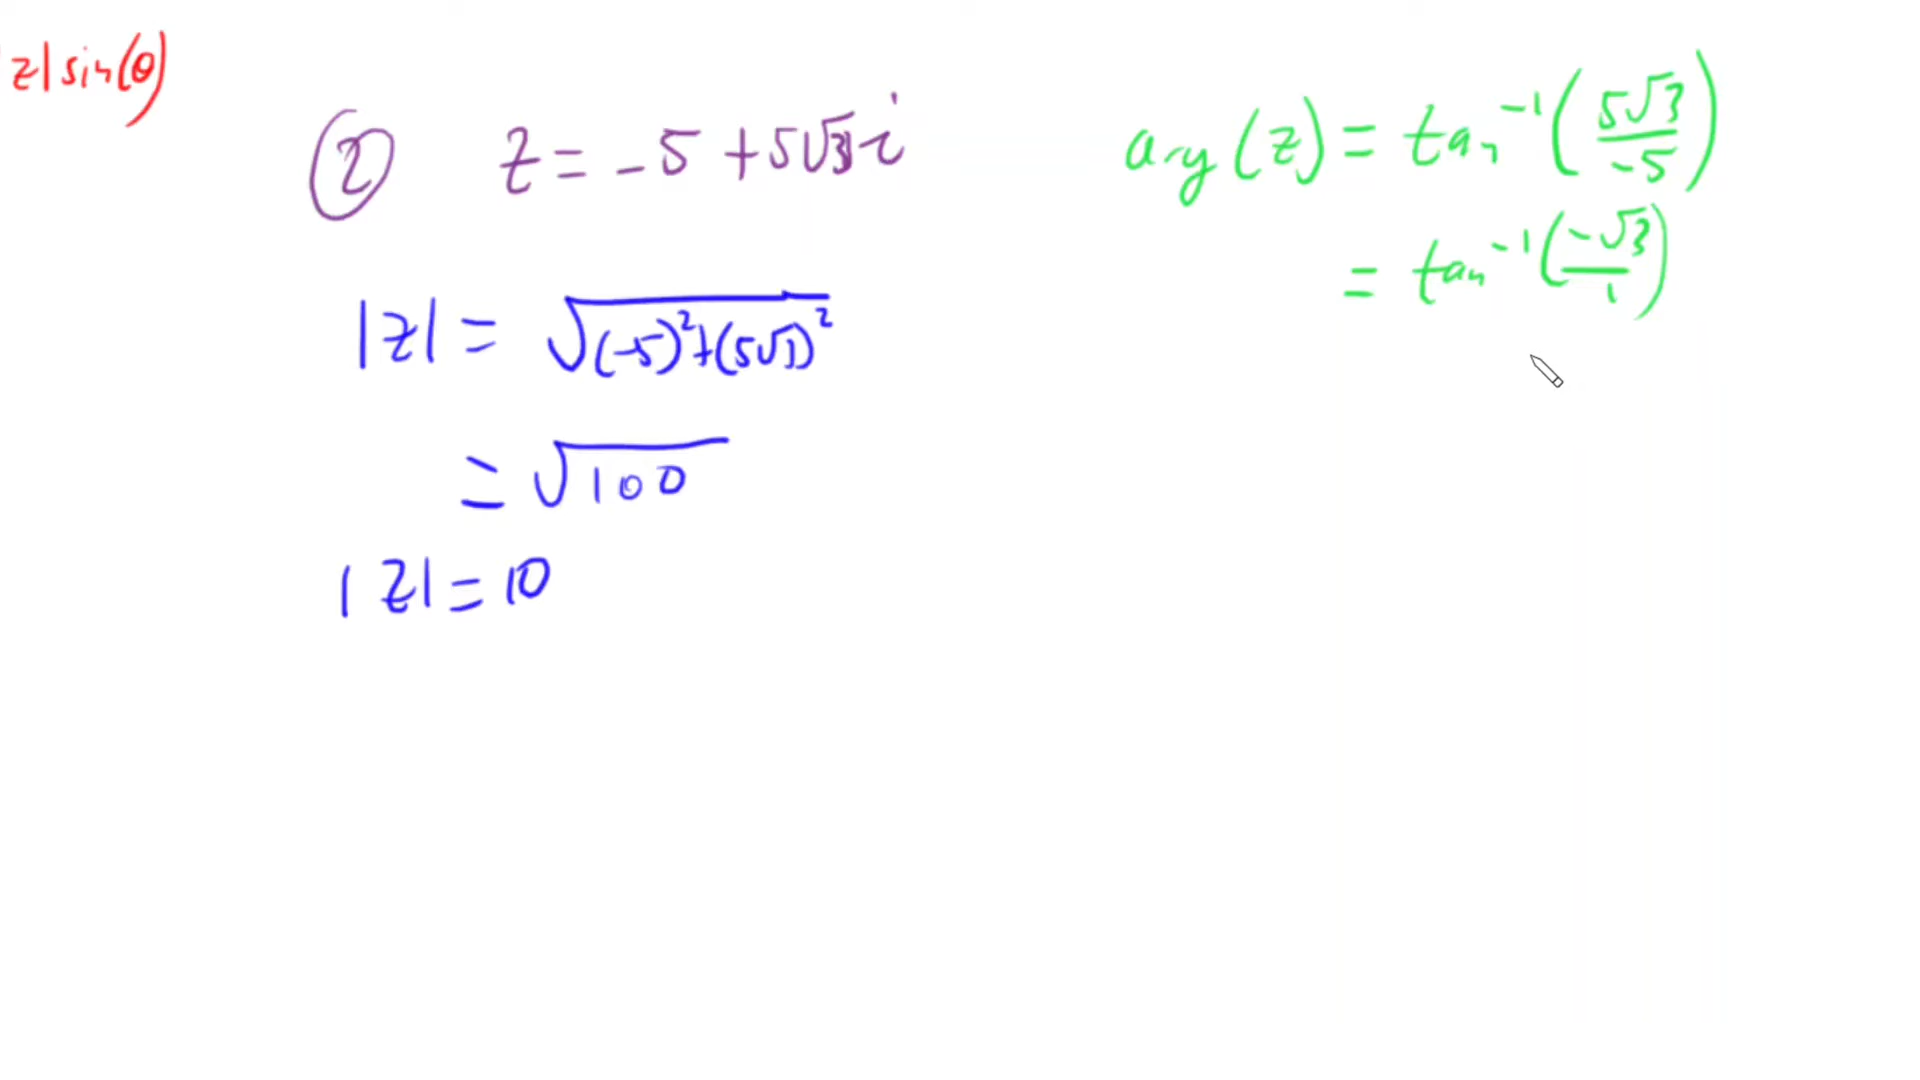 z|sin(θ)
② z = -5 + 5√3 i
|z| = √((-5)²+(5√3)²)
= √100
|z| = 10
arg(z) = tan⁻¹(5√3/-5)
= tan⁻¹(-√3/1)